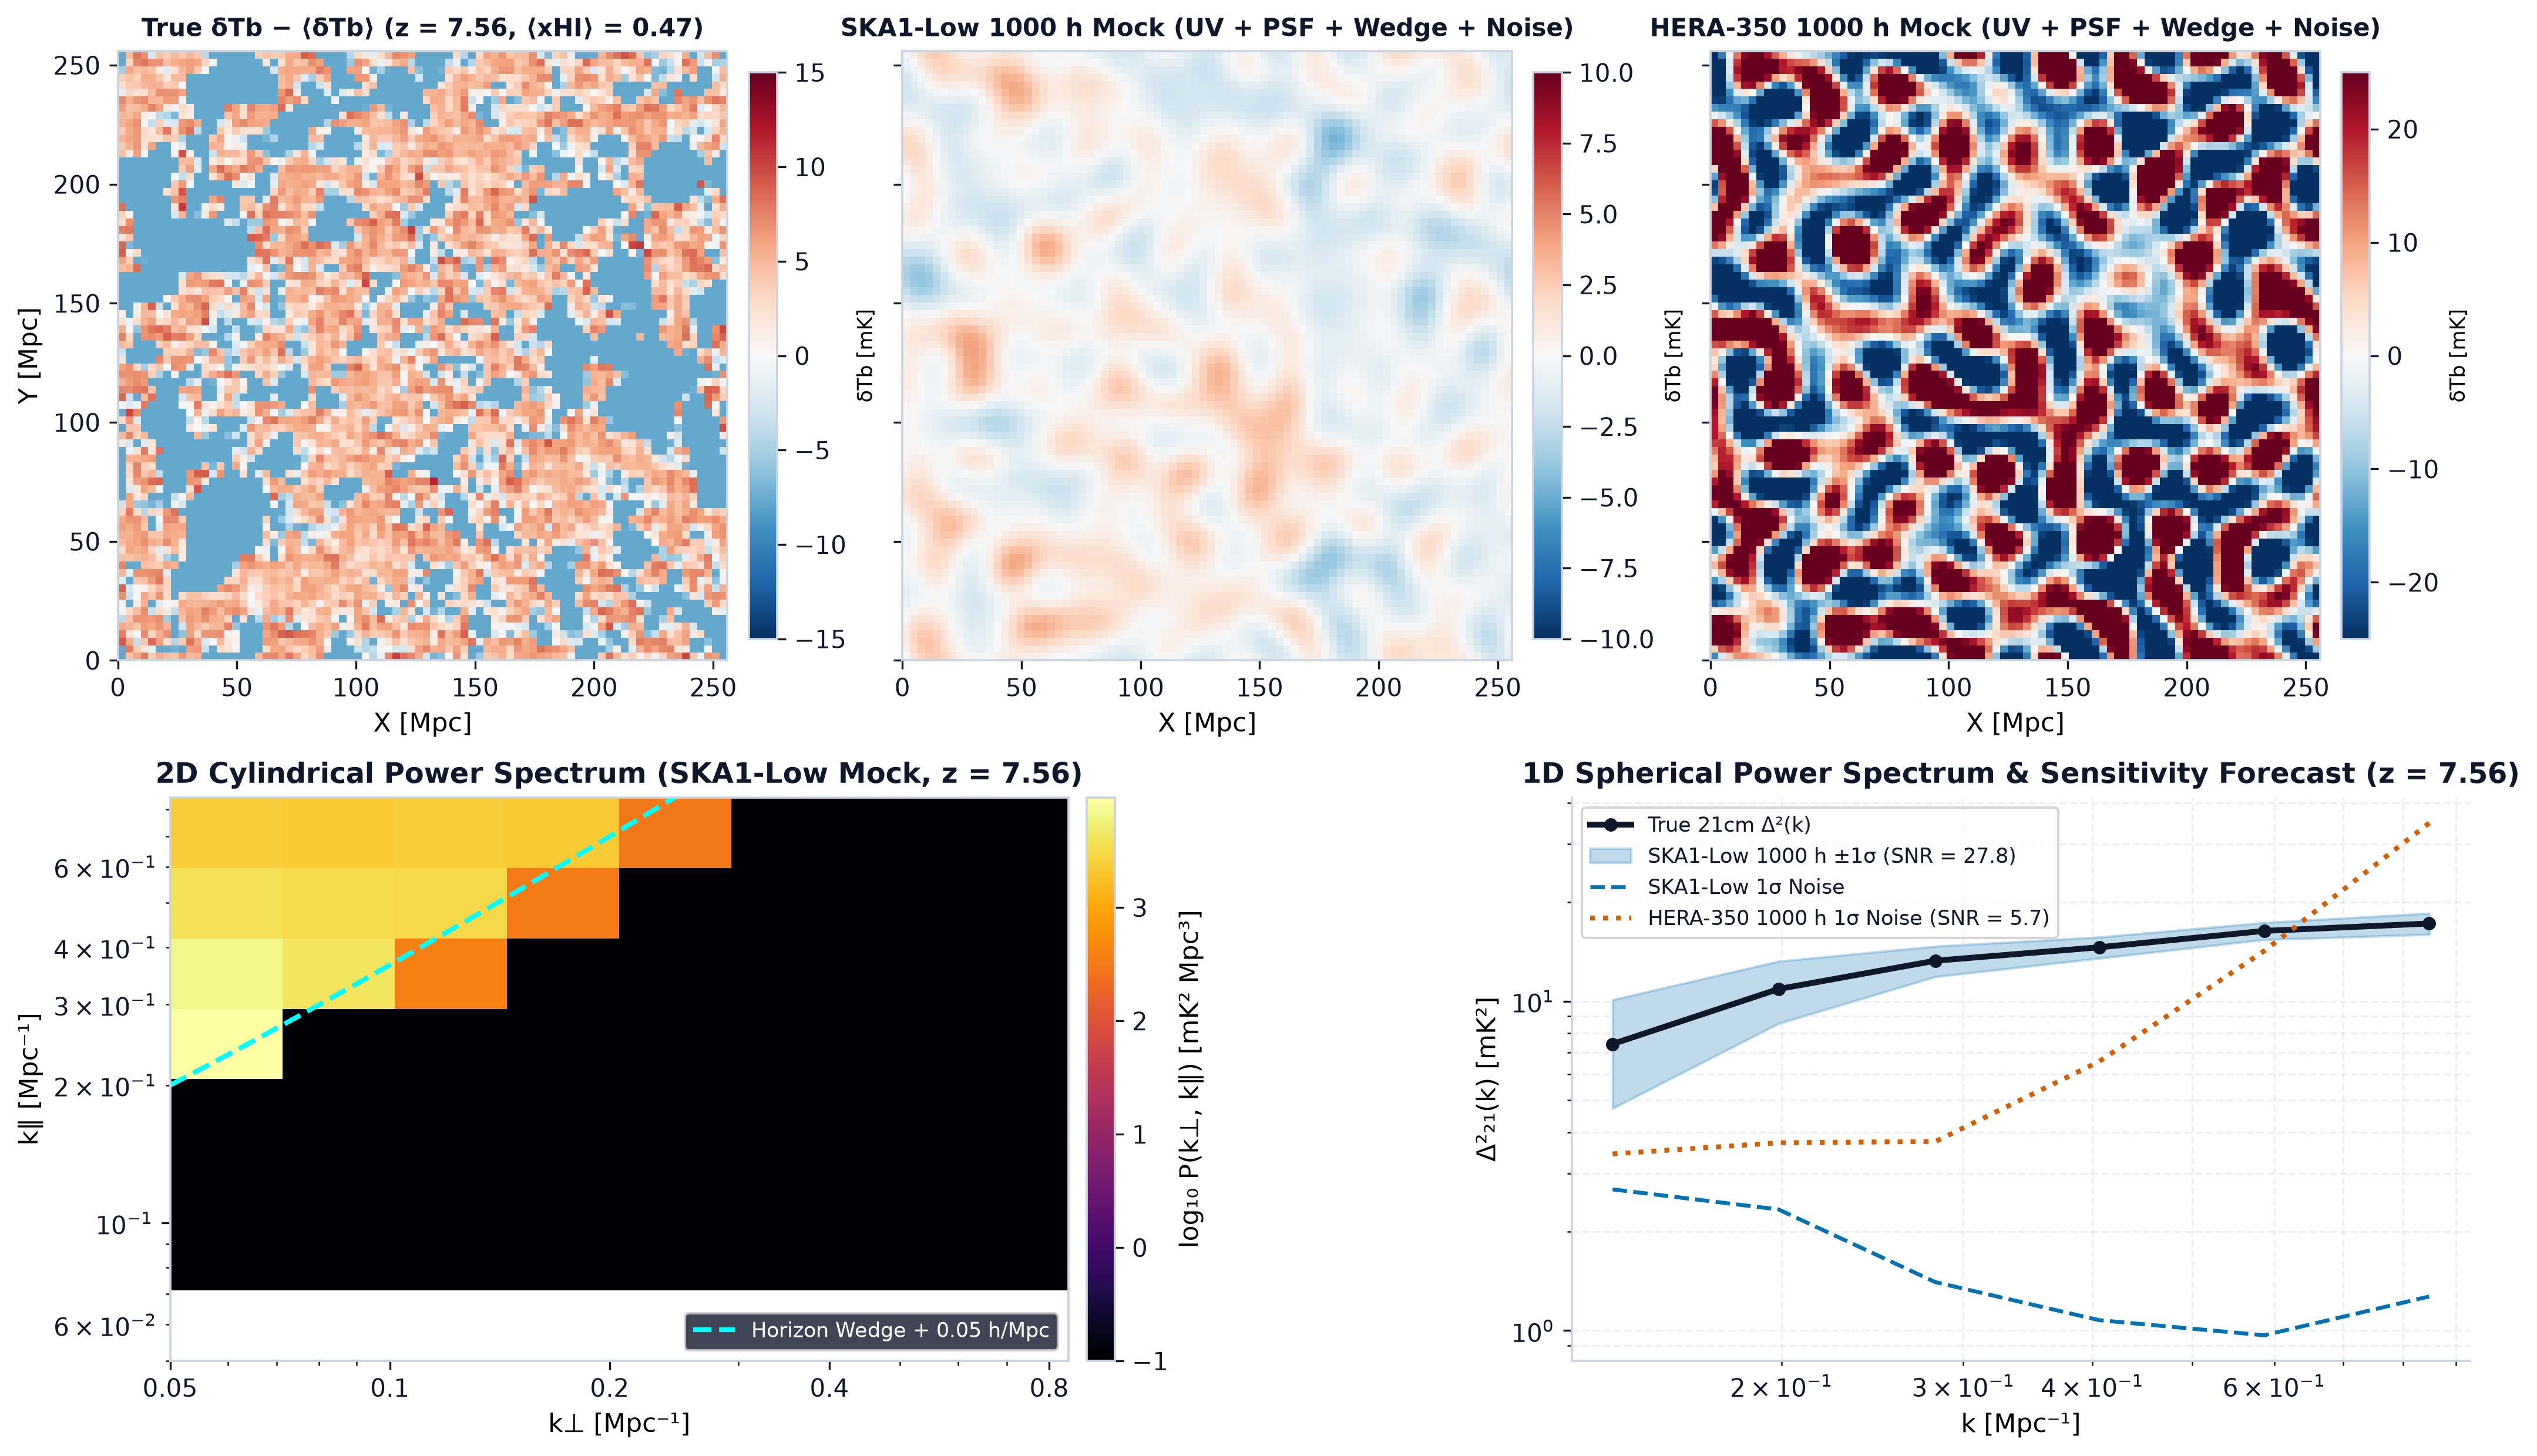 True δTb − ⟨δTb⟩ (z = 7.56, ⟨xHI⟩ = 0.47)
250
200
150
100
50
0
Y [Mpc]
0 50 100 150 200 250
X [Mpc]
15
10
5
0
−5
−10
−15
δTb [mK]
SKA1-Low 1000 h Mock (UV + PSF + Wedge + Noise)
0 50 100 150 200 250
X [Mpc]
10.0
7.5
5.0
2.5
0.0
−2.5
−5.0
−7.5
−10.0
δTb [mK]
HERA-350 1000 h Mock (UV + PSF + Wedge + Noise)
0 50 100 150 200 250
X [Mpc]
20
10
0
−10
−20
δTb [mK]
2D Cylindrical Power Spectrum (SKA1-Low Mock, z = 7.56)
6 × 10⁻¹
4 × 10⁻¹
3 × 10⁻¹
2 × 10⁻¹
10⁻¹
6 × 10⁻²
k∥ [Mpc⁻¹]
Horizon Wedge + 0.05 h/Mpc
0.05 0.1 0.2 0.4 0.8
k⊥ [Mpc⁻¹]
3
2
1
0
−1
log₁₀ P(k⊥, k∥) [mK² Mpc³]
1D Spherical Power Spectrum & Sensitivity Forecast (z = 7.56)
True 21cm Δ²(k)
SKA1-Low 1000 h ±1σ (SNR = 27.8)
SKA1-Low 1σ Noise
HERA-350 1000 h 1σ Noise (SNR = 5.7)
10¹
10⁰
Δ²₂₁(k) [mK²]
2 × 10⁻¹ 3 × 10⁻¹ 4 × 10⁻¹ 6 × 10⁻¹
k [Mpc⁻¹]